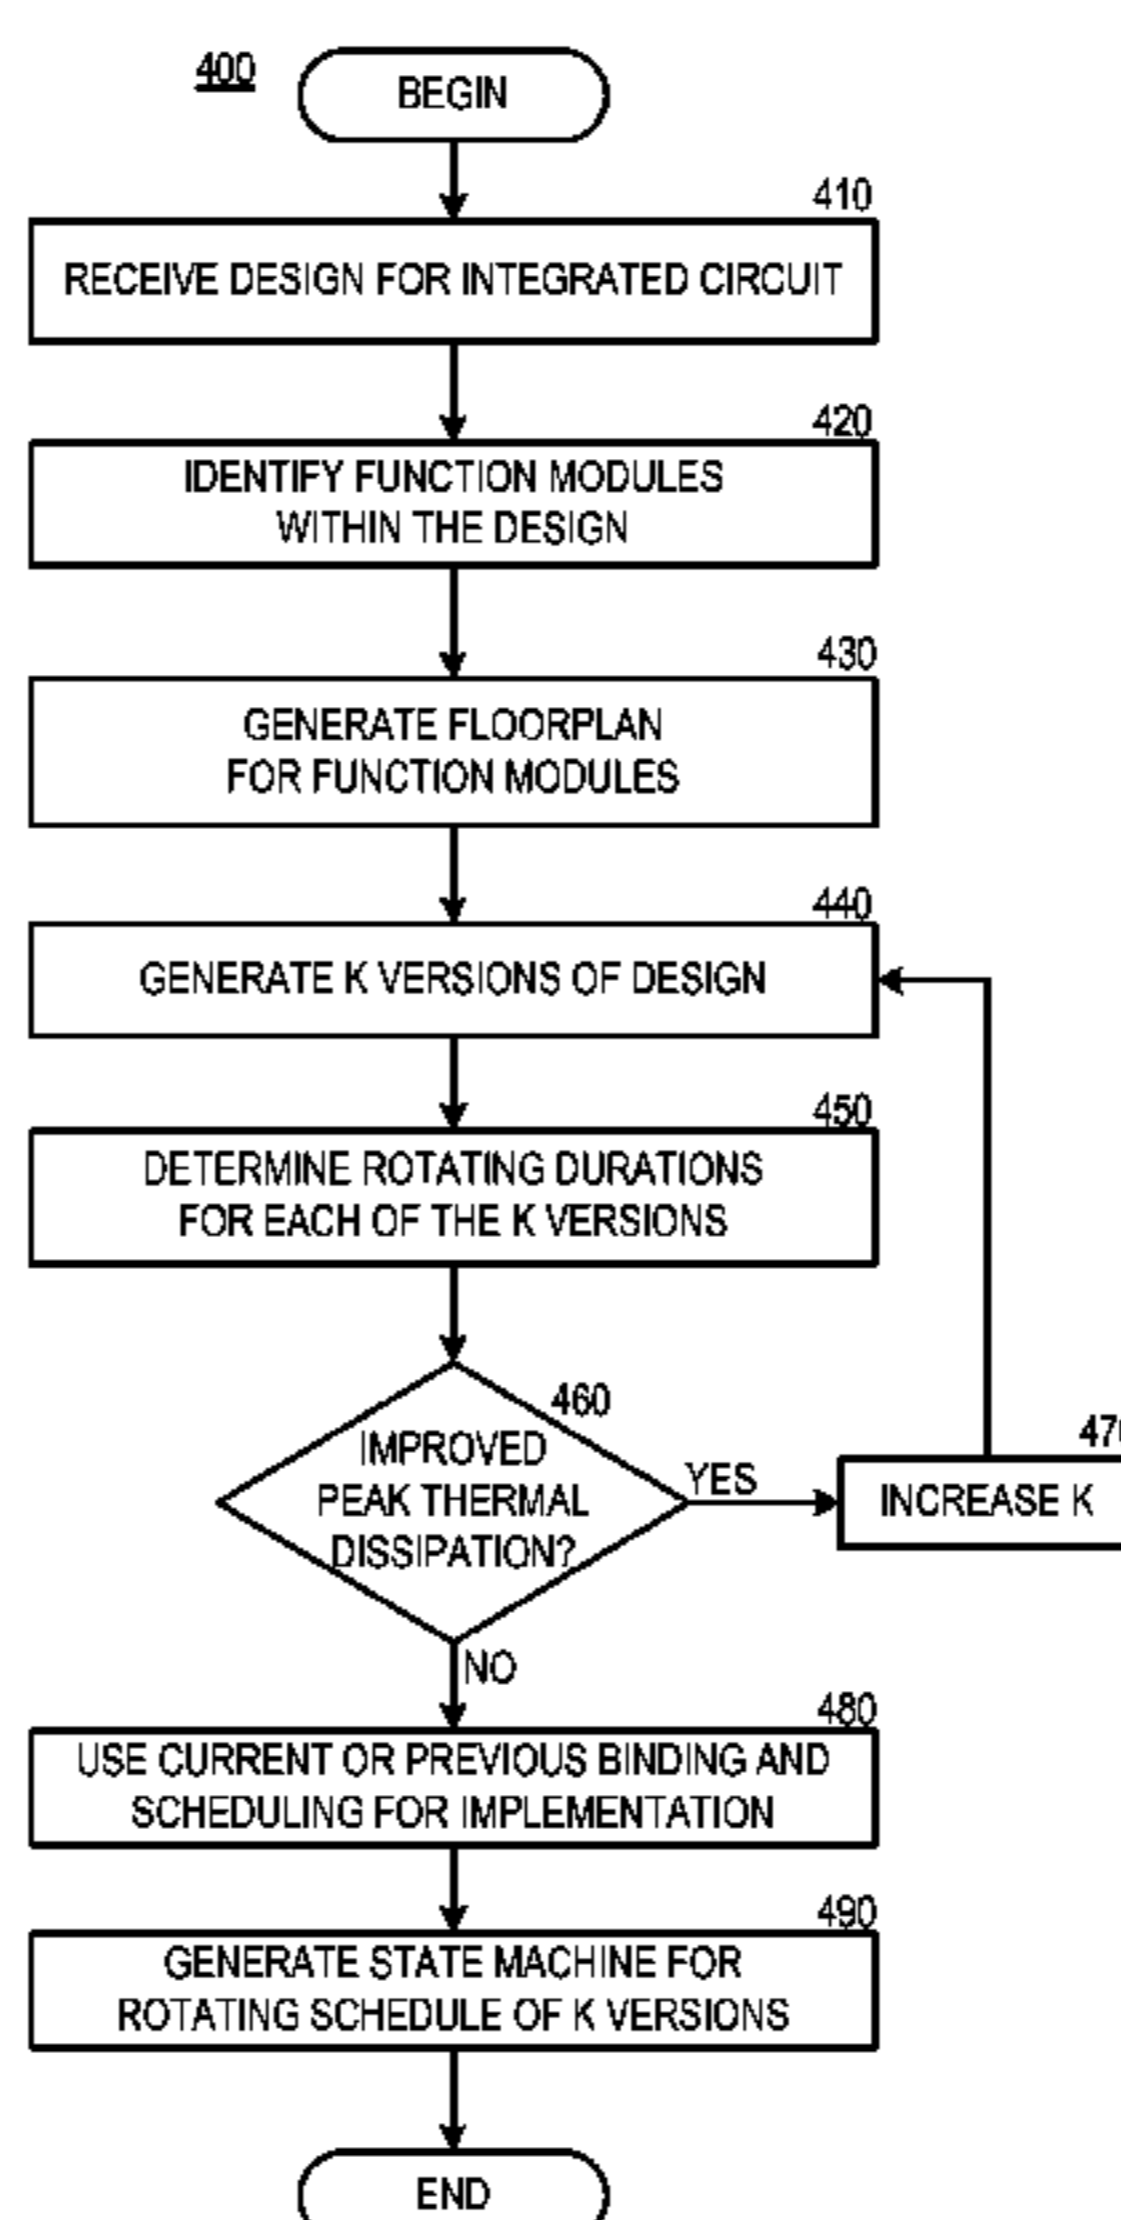 400
BEGIN
410
RECEIVE DESIGN FOR INTEGRATED CIRCUIT
420
IDENTIFY FUNCTION MODULES
WITHIN THE DESIGN
430
GENERATE FLOORPLAN
FOR FUNCTION MODULES
440
GENERATE K VERSIONS OF DESIGN
450
DETERMINE ROTATING DURATIONS
FOR EACH OF THE K VERSIONS
460
IMPROVED
PEAK THERMAL
DISSIPATION?
YES
470
INCREASE K
NO
480
USE CURRENT OR PREVIOUS BINDING AND
SCHEDULING FOR IMPLEMENTATION
490
GENERATE STATE MACHINE FOR
ROTATING SCHEDULE OF K VERSIONS
END